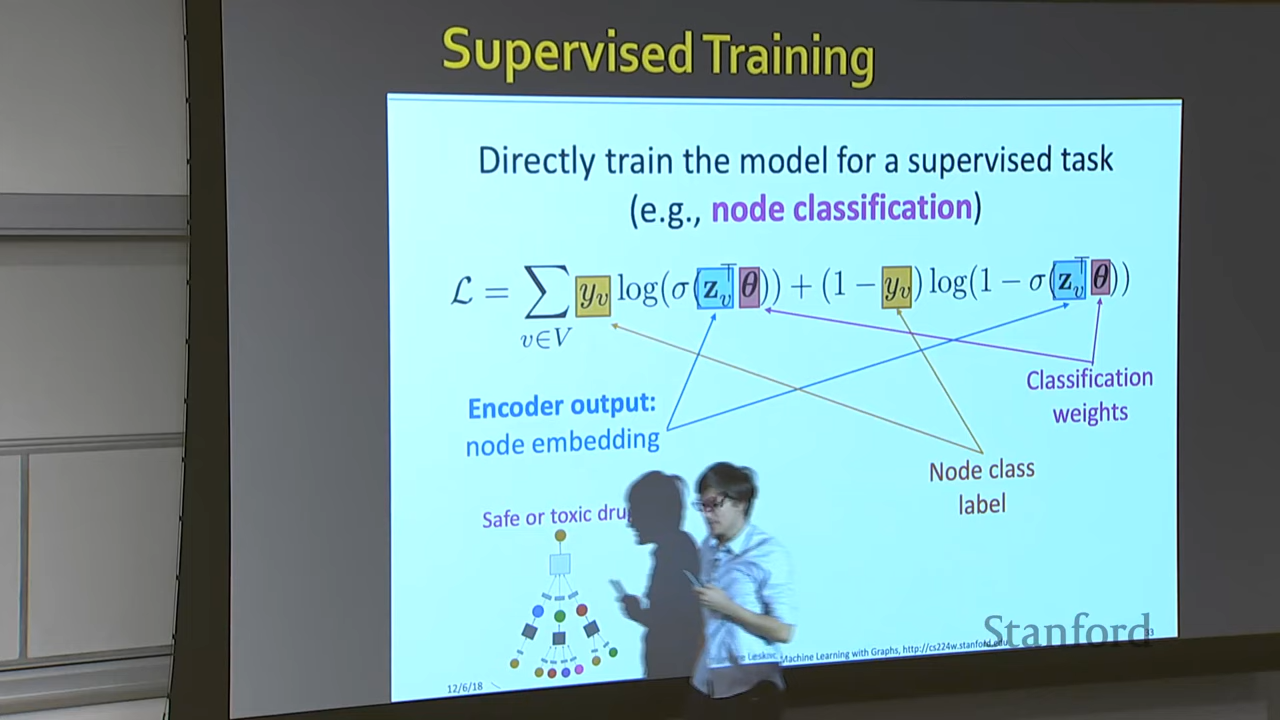 Supervised Training
Directly train the model for a supervised task
(e.g., node classification)
ℒ = ∑_{v∈V} y_v log(σ(z_v^⊤ θ)) + (1 − y_v) log(1 − σ(z_v^⊤ θ))
Encoder output:
node embedding
Classification
weights
Node class
label
Safe or toxic
Stanford
Leskovec, Machine Learning with Graphs, http://cs224w.stanford.edu
12/6/18